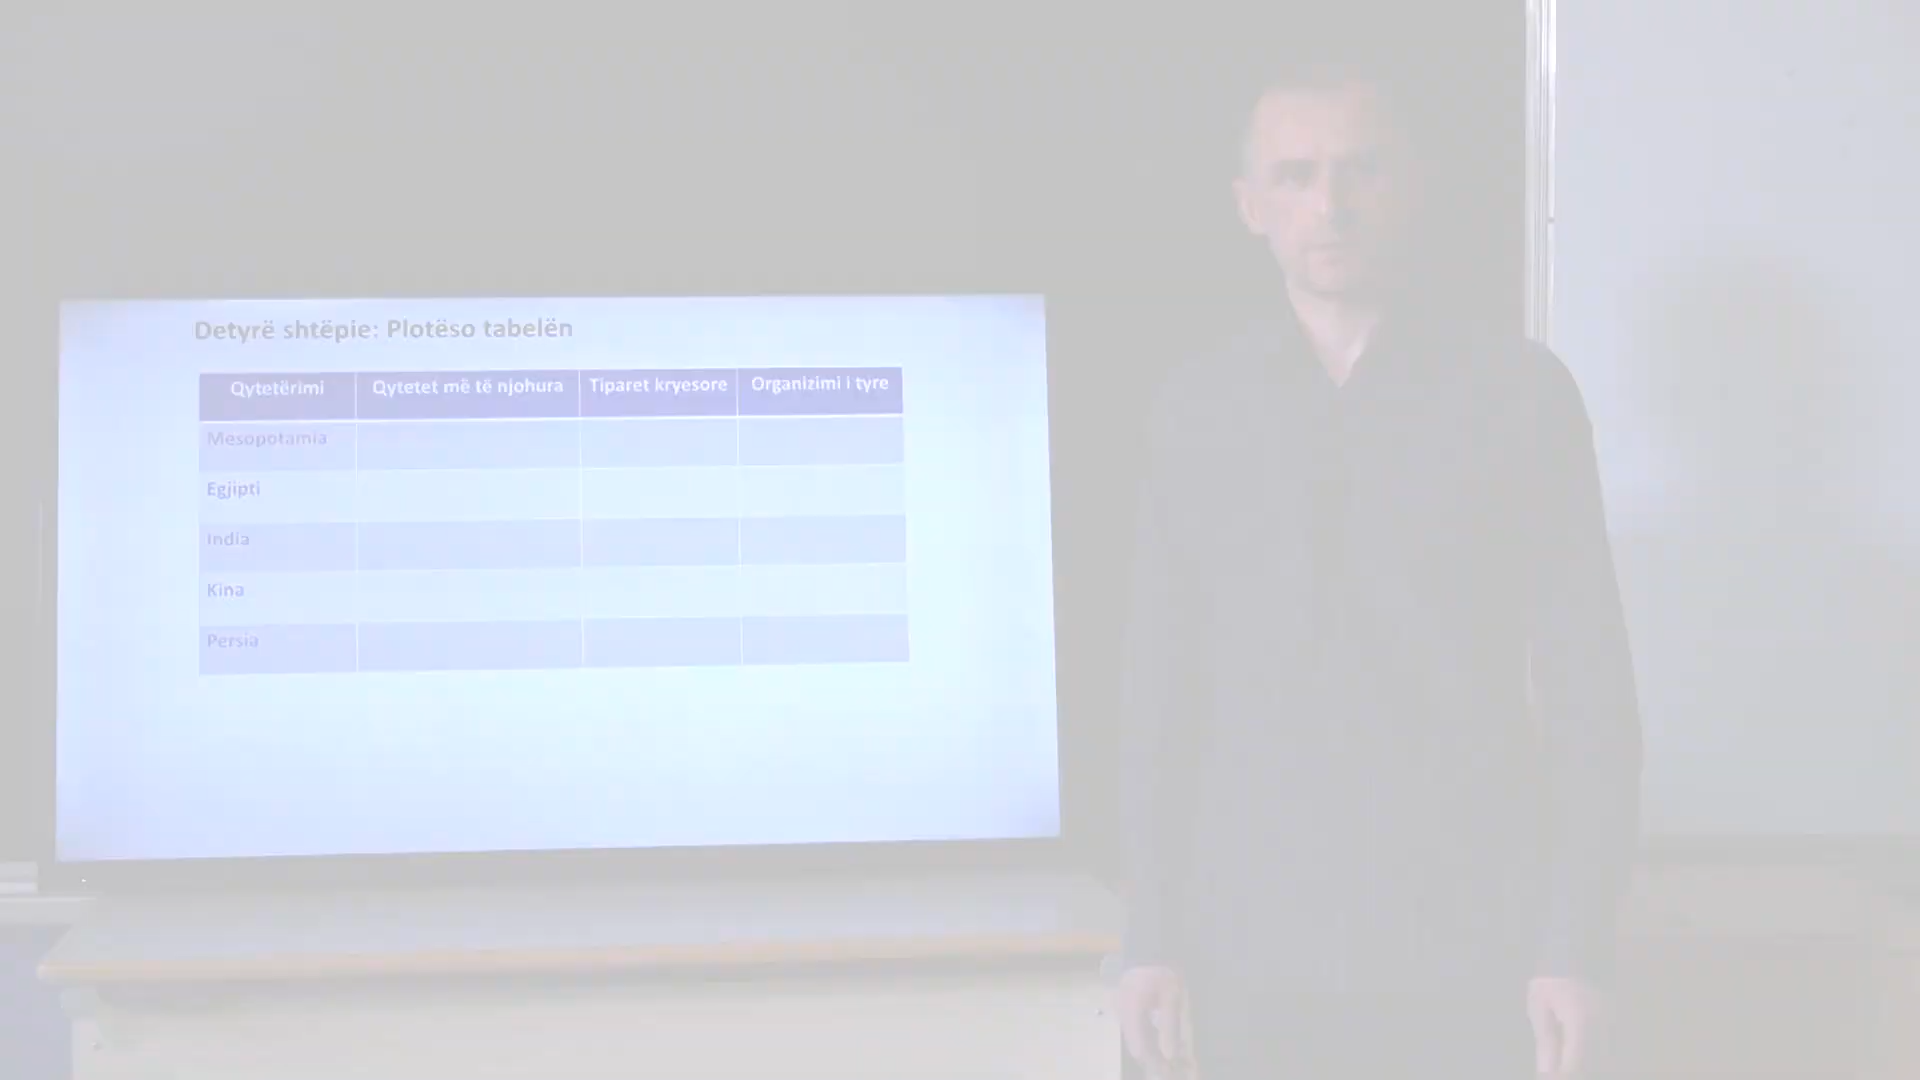 Detyrë shtëpie: Plotëso tabelën
Qytetërimi Qytetet më të njohura Tiparet kryesore Organizimi i tyre
Mesopotamia
Egjipti
India
Kina
Persia